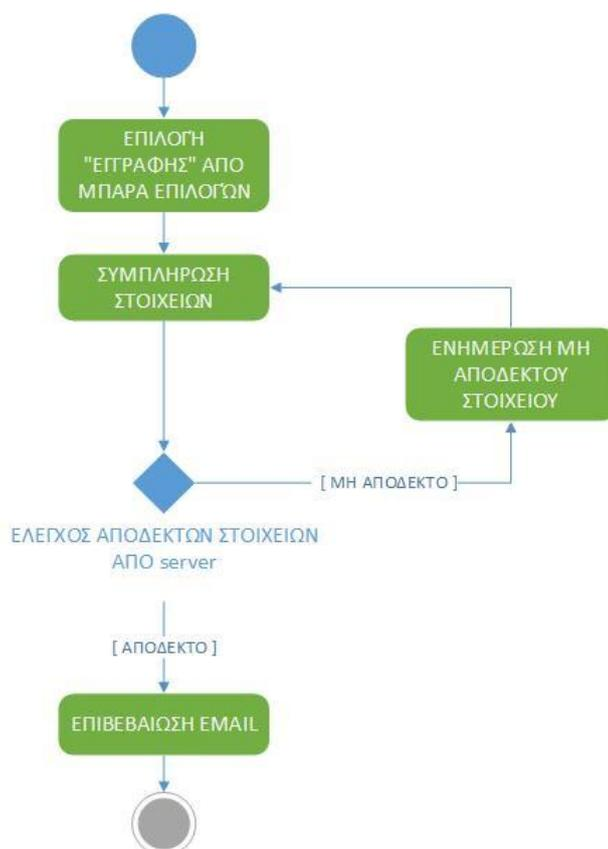 ΕΠΙΛΟΓΉ
"ΕΓΓΡΑΦΗΣ" ΑΠΟ
ΜΠΑΡΑ ΕΠΙΛΟΓΏΝ
ΣΥΜΠΛΗΡΩΣΗ
ΣΤΟΙΧΕΙΩΝ
ΕΝΗΜΕΡΩΣΗ ΜΗ
ΑΠΟΔΕΚΤΟΥ
ΣΤΟΙΧΕΙΟΥ
[ ΜΗ ΑΠΟΔΕΚΤΟ ]
ΕΛΕΓΧΟΣ ΑΠΟΔΕΚΤΩΝ ΣΤΟΙΧΕΙΩΝ
ΑΠΟ server
[ ΑΠΟΔΕΚΤΟ ]
ΕΠΙΒΕΒΑΙΩΣΗ EMAIL